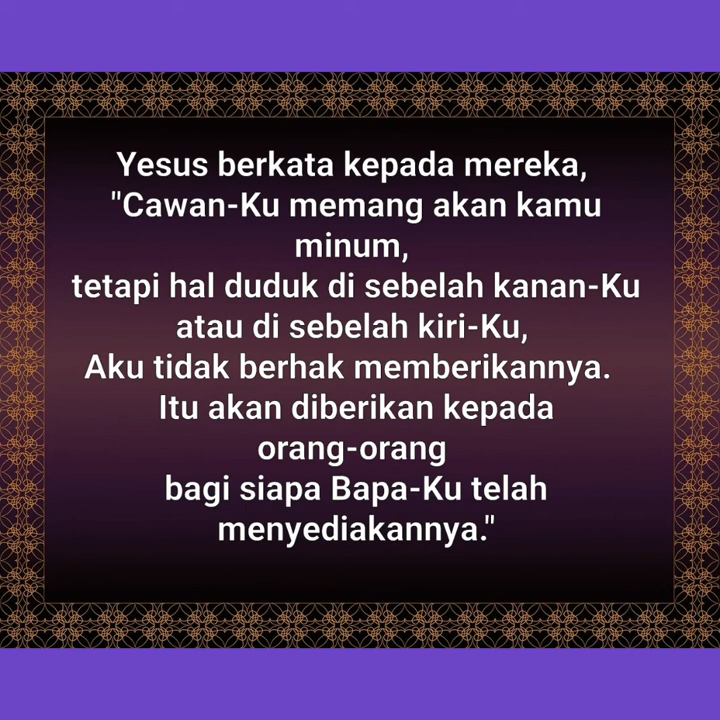 Yesus berkata kepada mereka,
"Cawan-Ku memang akan kamu
minum,
tetapi hal duduk di sebelah kanan-Ku
atau di sebelah kiri-Ku,
Aku tidak berhak memberikannya.
Itu akan diberikan kepada
orang-orang
bagi siapa Bapa-Ku telah
menyediakannya."